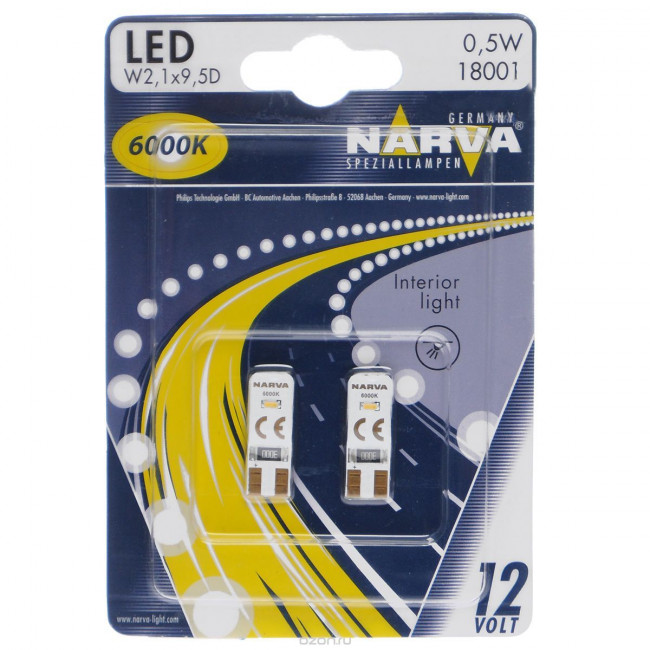 LED
W2,1x9,5D
0,5W
18001
6000K
GERMANY
NARVA®
SPEZIALLAMPEN
Philips Technologie GmbH · BC Automotive Aachen · Philipsstraße 8 · 52068 Aachen · Germany · www.narva-light.com
Interior
light
NARVA
6000K
CE
NARVA
6000K
CE
12
VOLT
www.narva-light.com
ozon.ru